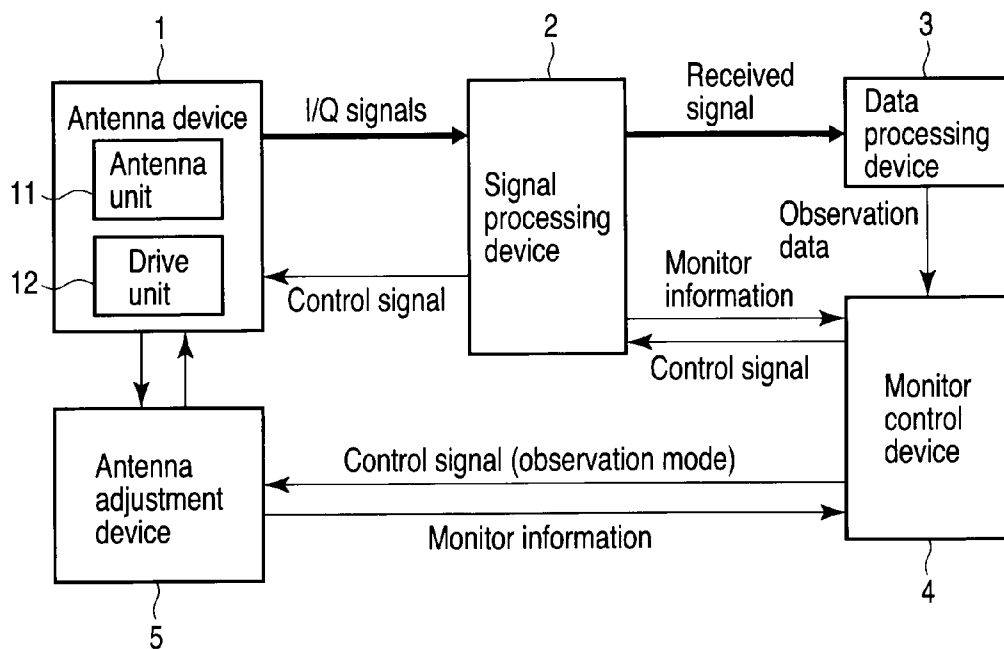 1
2
3
Antenna device
Antenna
unit
11
Drive
unit
12
I/Q signals
Control signal
Signal
processing
device
Received
signal
Data
processing
device
Observation
data
Monitor
information
Control signal
Monitor
control
device
4
Antenna
adjustment
device
5
Control signal (observation mode)
Monitor information